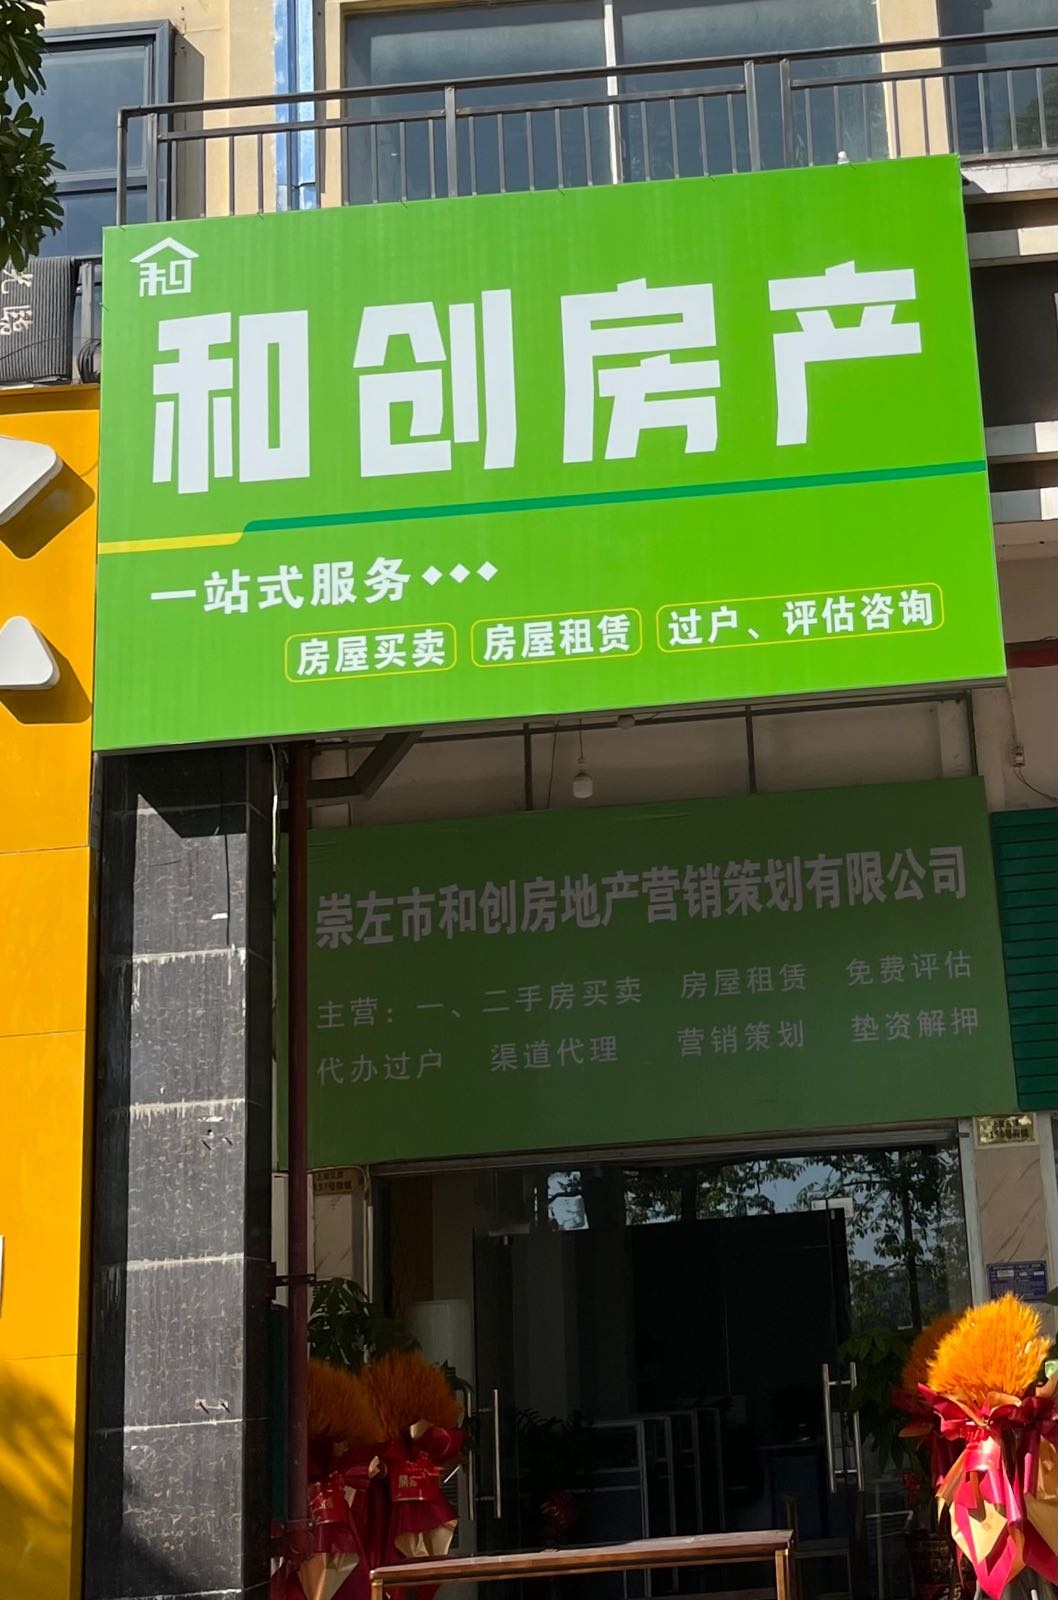 和
和创房产
一站式服务
房屋买卖 房屋租赁 过户、评估咨询
崇左市和创房地产营销策划有限公司
主营：一、二手房买卖 房屋租赁 免费评估
代办过户 渠道代理 营销策划 垫资解押